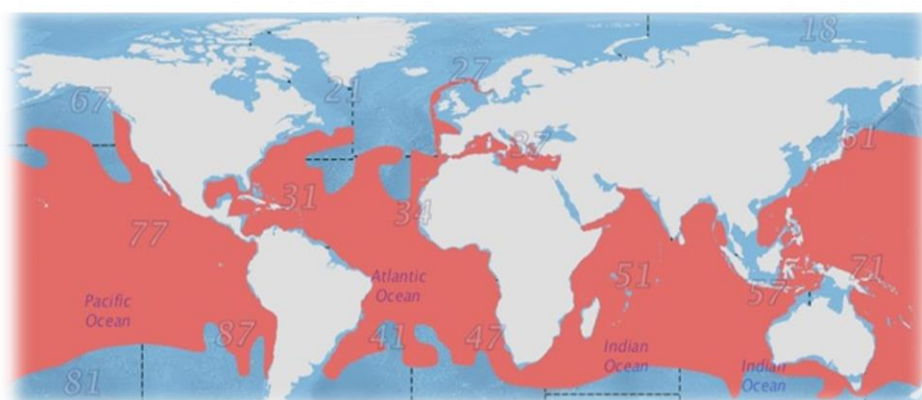 18
27
21
67
37
61
31
34
77
Atlantic
Ocean
51
71
57
Pacific
Ocean
87
41
47
Indian
Ocean
Indian
Ocean
81